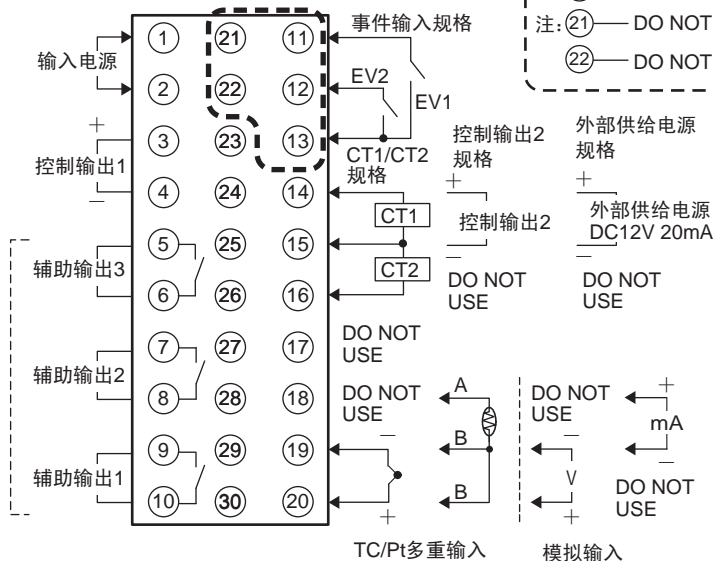 事件输入规格
注: 21 DO NOT
22 DO NOT
输入电源
1 21 11
2 22 12
EV2
EV1
+
控制输出1
−
3 23 13
4 24 14
CT1/CT2
规格
控制输出2
规格
外部供给电源
规格
CT1
CT2
+
控制输出2
−
DO NOT
USE
+
外部供给电源
DC12V 20mA
−
DO NOT
USE
辅助输出3
5 25 15
6 26 16
DO NOT
USE
辅助输出2
7 27 17
8 28 18
DO NOT
USE
A
B
B
DO NOT
USE
+
mA
−
辅助输出1
9 29 19
10 30 20
−
+
−
V
+
DO NOT
USE
TC/Pt多重输入
模拟输入